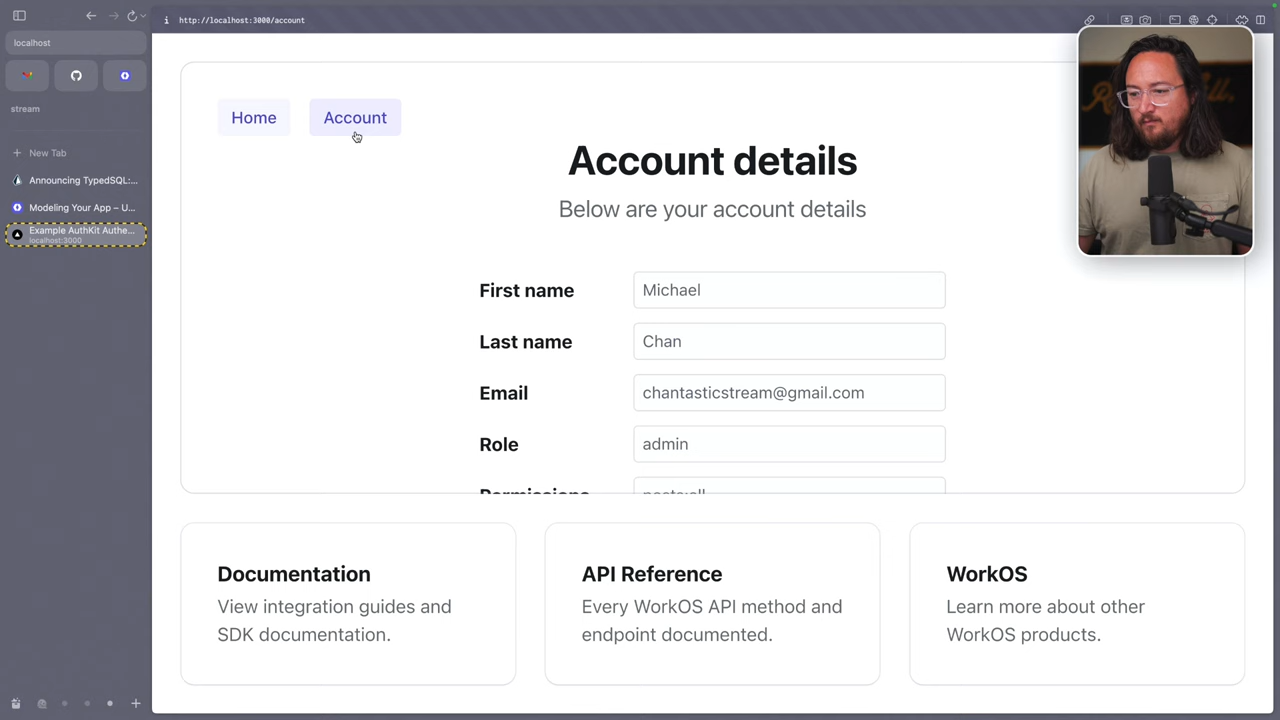 http://localhost:3000/account
localhost
stream
New Tab
Announcing TypedSQL:...
Modeling Your App – U...
Example AuthKit Authe...
localhost:3000
Home
Account
Account details
Below are your account details
First name
Michael
Last name
Chan
Email
chantasticstream@gmail.com
Role
admin
Permissions
Documentation
View integration guides and
SDK documentation.
API Reference
Every WorkOS API method and
endpoint documented.
WorkOS
Learn more about other
WorkOS products.